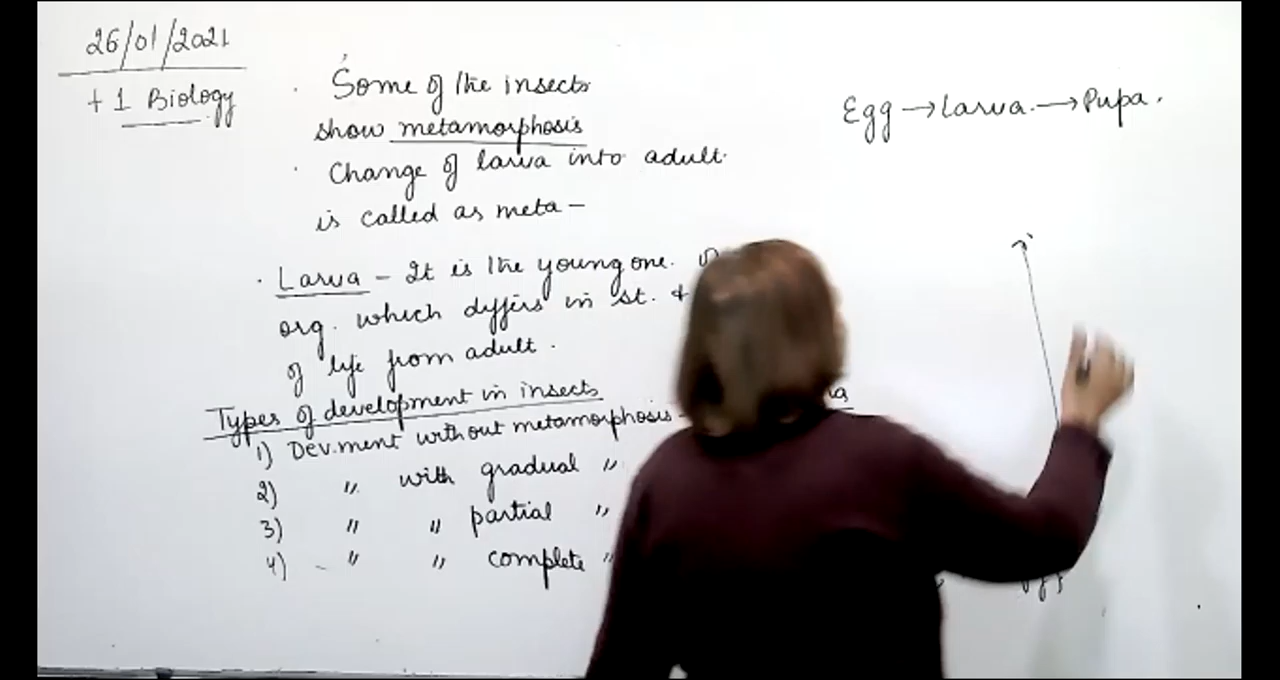 26/01/2021
+1 Biology
. Some of the insects
show metamorphosis
. Change of larva into adult
is called as meta -
. Larva - It is the young one.
org. which differs in st. &
of life from adult.
Types of development in insects
1) Dev.ment without metamorphosis -
2) " with gradual "
3) " " partial "
4) - " " complete "
Egg → Larva. → Pupa.